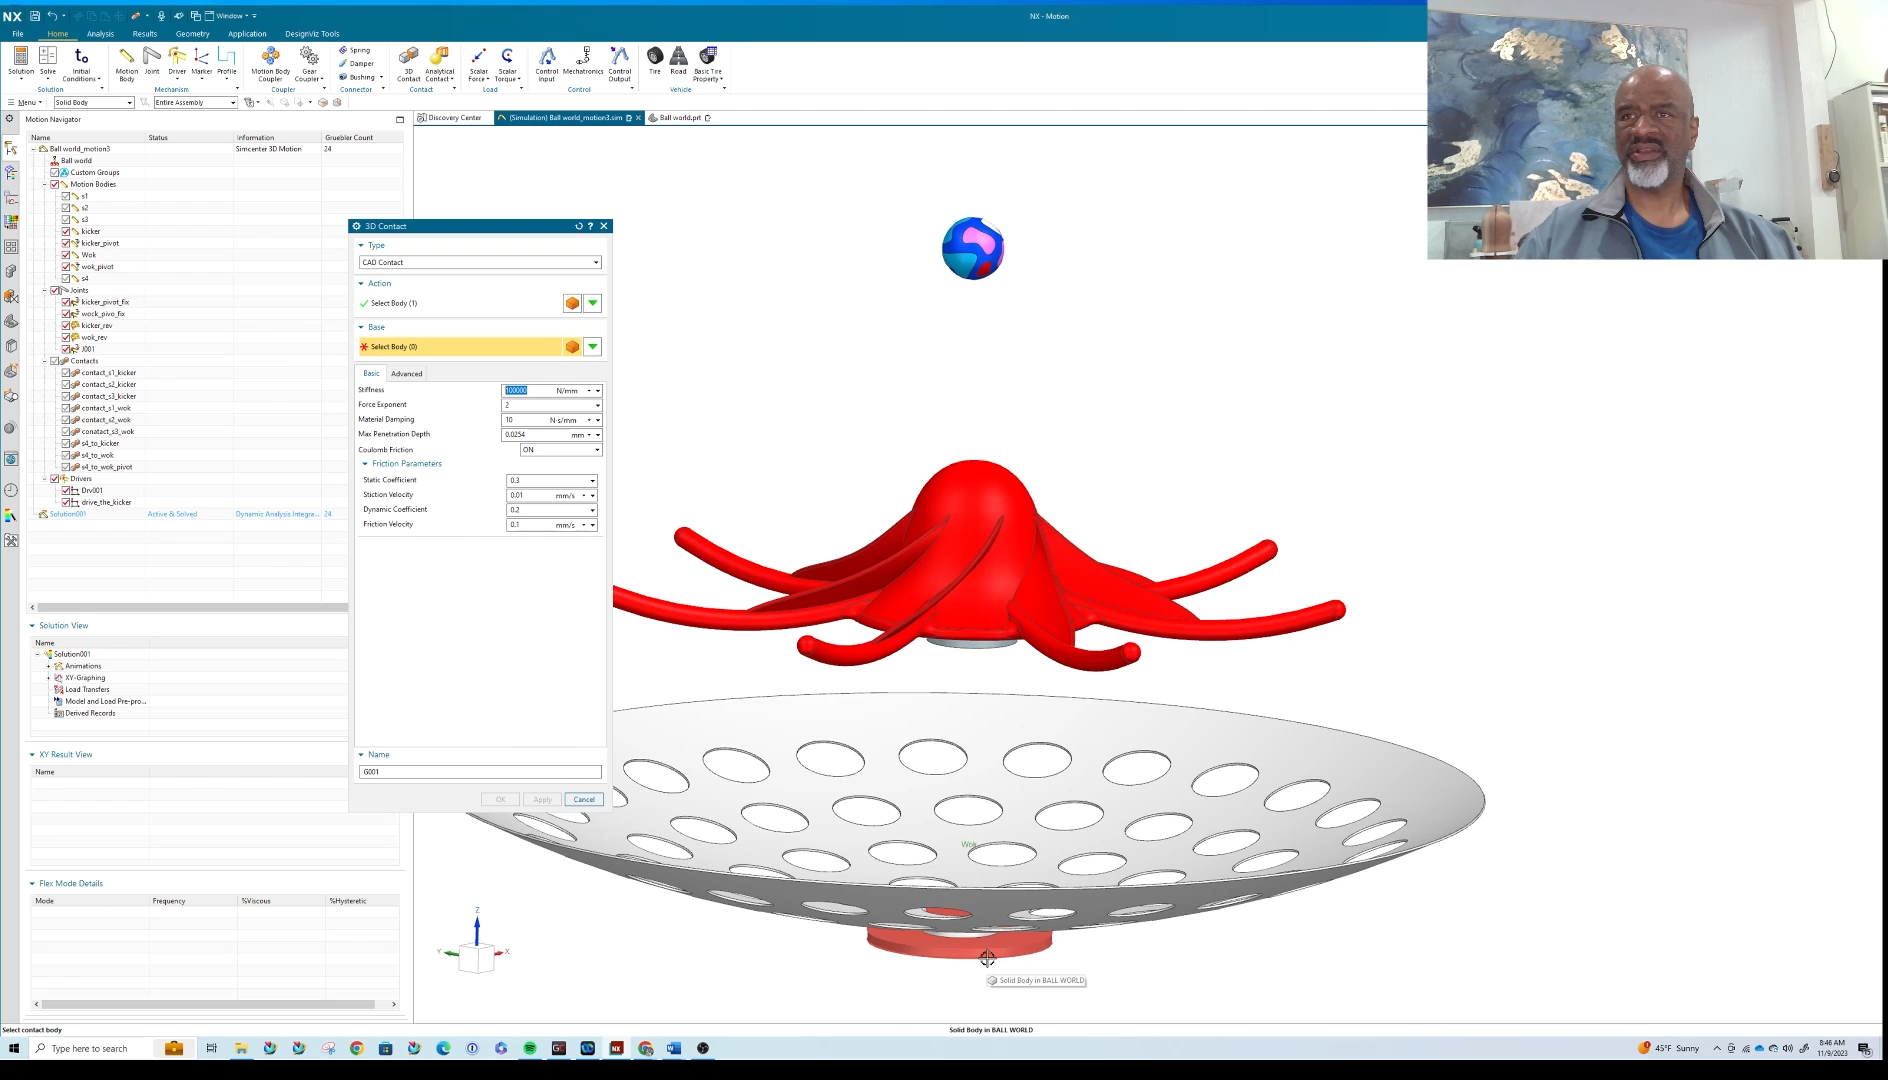 NX
Window
NX - Motion
File
Home
Analysis
Results
Geometry
Application
DesignViz Tools
Solution
Solve
Initial Conditions
Motion Body
Joint
Driver
Marker
Profile
Motion Body Coupler
Gear Coupler
Spring
Damper
Bushing
3D Contact
Analytical Contact
Scalar Force
Scalar Torque
Control Input
Mechatronics
Control Output
Tire
Road
Basic Tire Property
Solution
Mechanism
Coupler
Connector
Contact
Load
Control
Vehicle
Menu
Solid Body
Entire Assembly
Motion Navigator
Discovery Center
(Simulation) Ball world_motion3.sim
Ball world.prt
Name
Status
Information
Gruebler Count
Ball world_motion3
Simcenter 3D Motion
24
Ball world
Custom Groups
Motion Bodies
s1
s2
s3
kicker
kicker_pivot
Wok
wok_pivot
s4
Joints
kicker_pivot_fix
wock_pivo_fix
kicker_rev
wok_rev
J001
Contacts
contact_s1_kicker
contact_s2_kicker
contact_s3_kicker
contact_s1_wok
contact_s2_wok
conatact_s3_wok
s4_to_kicker
s4_to_wok
s4_to_wok_pivot
Drivers
Drv001
drive_the_kicker
Solution001
Active & Solved
Dynamic Analysis Integra...
24
3D Contact
Type
CAD Contact
Action
Select Body (1)
Base
Select Body (0)
Basic
Advanced
Stiffness
100000
N/mm
Force Exponent
2
Material Damping
10
N·s/mm
Max Penetration Depth
0.0254
mm
Coulomb Friction
ON
Friction Parameters
Static Coefficient
0.3
Stiction Velocity
0.01
mm/s
Dynamic Coefficient
0.2
Friction Velocity
0.1
mm/s
Name
G001
OK
Apply
Cancel
Solution View
Name
Solution001
Animations
XY-Graphing
Load Transfers
Model and Load Pre-pro...
Derived Records
XY Result View
Name
Flex Mode Details
Mode
Frequency
%Viscous
%Hysteretic
Wok
Z
Y
X
Solid Body in BALL WORLD
Select contact body
Solid Body in BALL WORLD
Type here to search
45°F Sunny
8:46 AM
11/9/2023